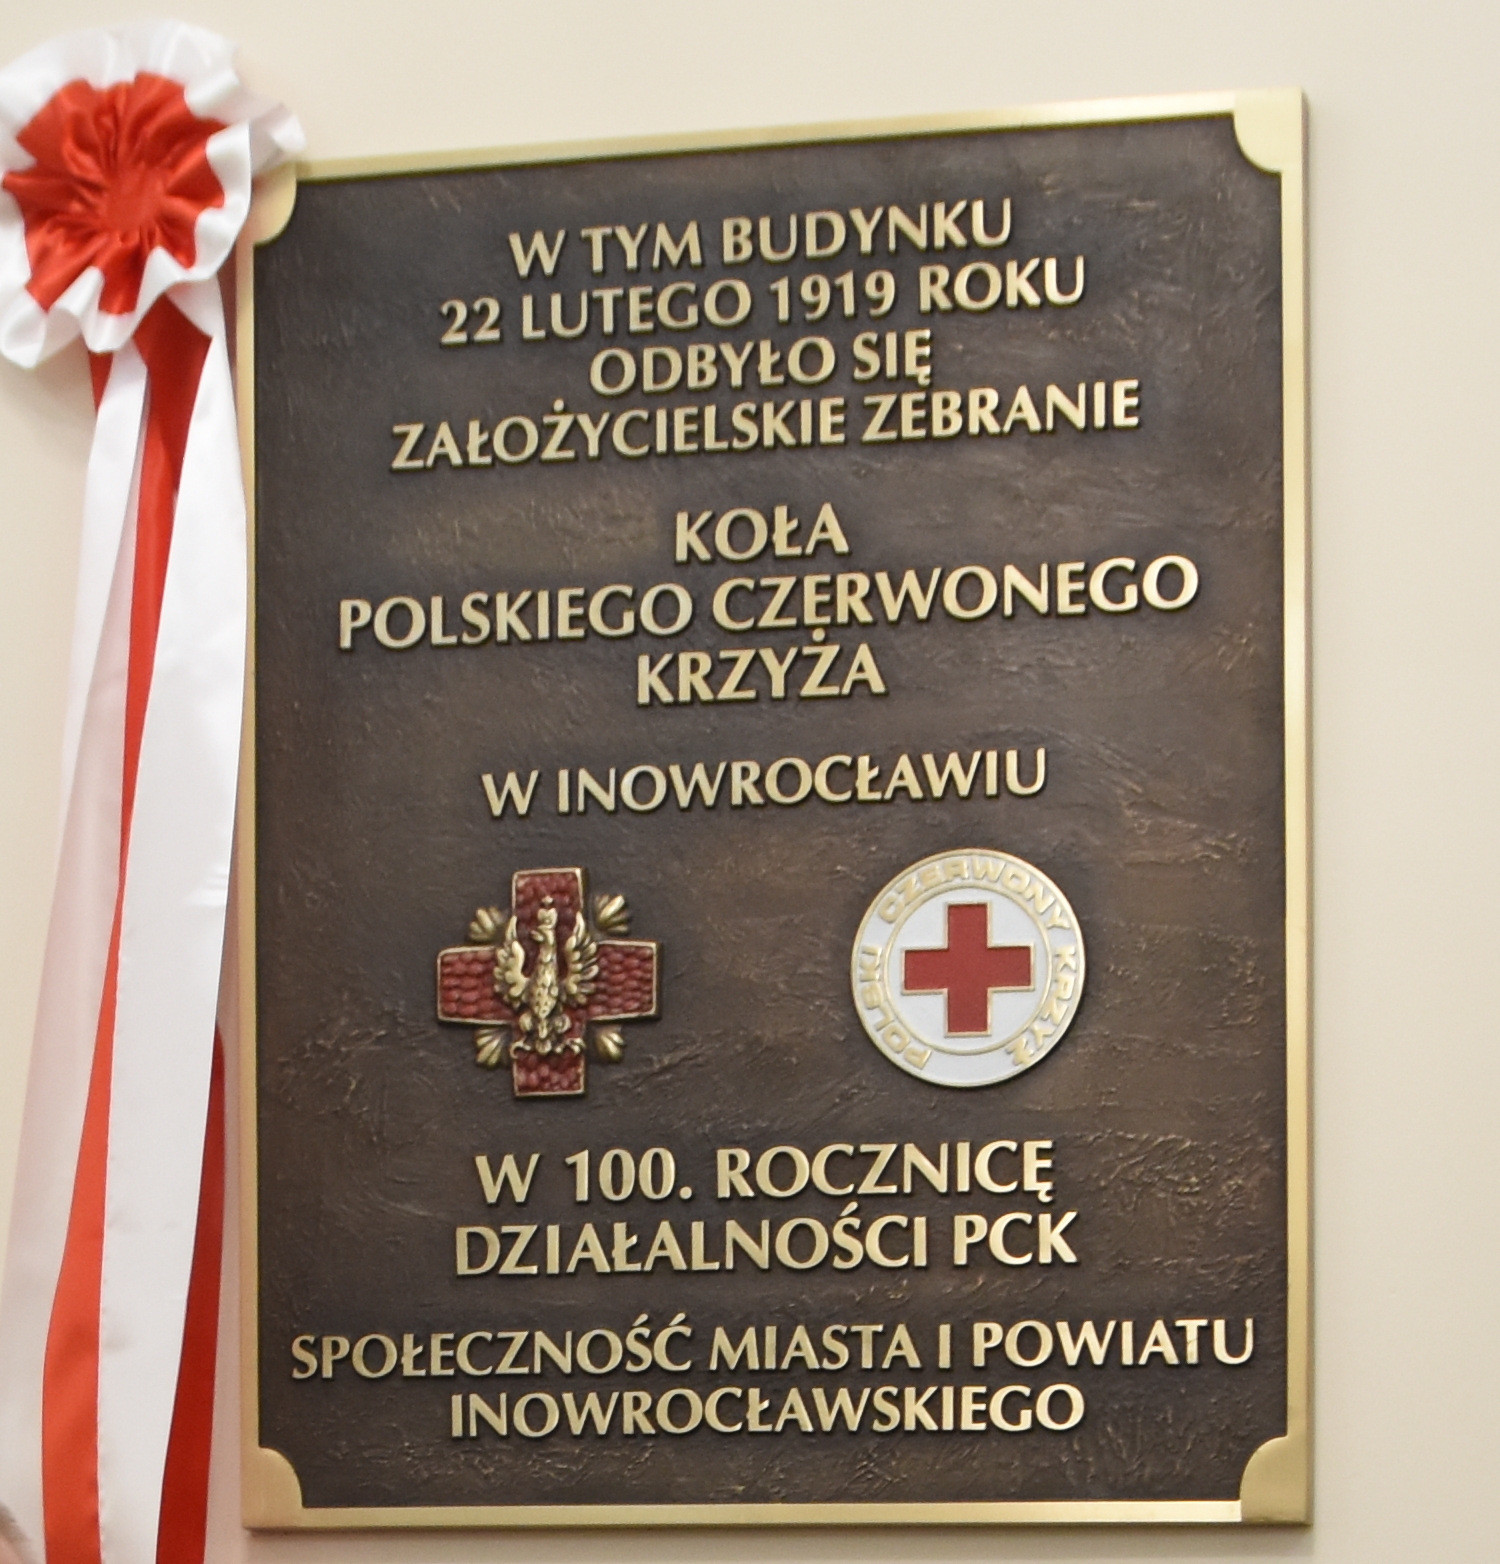 W TYM BUDYNKU
22 LUTEGO 1919 ROKU
ODBYŁO SIĘ
ZAŁOŻYCIELSKIE ZEBRANIE
KOŁA
POLSKIEGO CZERWONEGO
KRZYŻA
W INOWROCŁAWIU
POLSKI CZERWONY KRZYŻ
W 100. ROCZNICĘ
DZIAŁALNOŚCI PCK
SPOŁECZNOŚĆ MIASTA I POWIATU
INOWROCŁAWSKIEGO